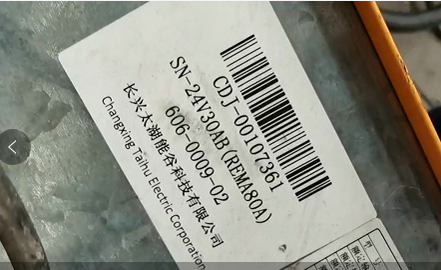 CDJ-00107361
SN-24V30AB(REMA80A)
606-0009-02
长兴太湖能谷科技有限公司
Changxing Taihu Electric Corporation